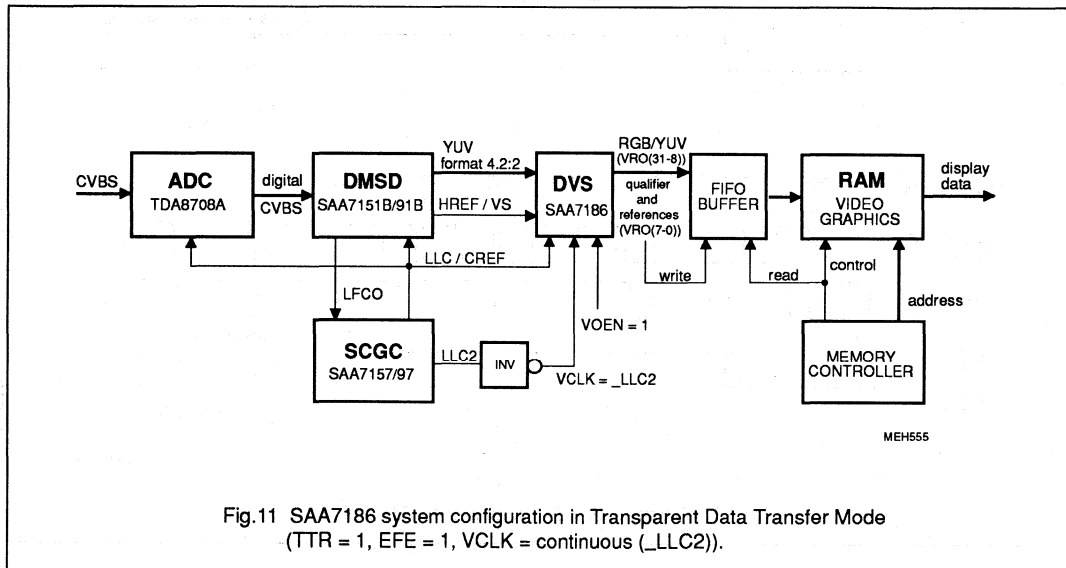 CVBS
ADC
TDA8708A
digital
CVBS
DMSD
SAA7151B/91B
YUV
format 4.2:2
HREF / VS
DVS
SAA7186
RGB/YUV
(VRO(31-8))
qualifier
and
references
(VRO(7-0))
FIFO
BUFFER
RAM
VIDEO
GRAPHICS
display
data
LLC / CREF
LFCO
write
read
control
address
VOEN = 1
SCGC
SAA7157/97
LLC2
INV
VCLK = _LLC2
MEMORY
CONTROLLER
MEH555
Fig.11 SAA7186 system configuration in Transparent Data Transfer Mode
(TTR = 1, EFE = 1, VCLK = continuous (_LLC2)).